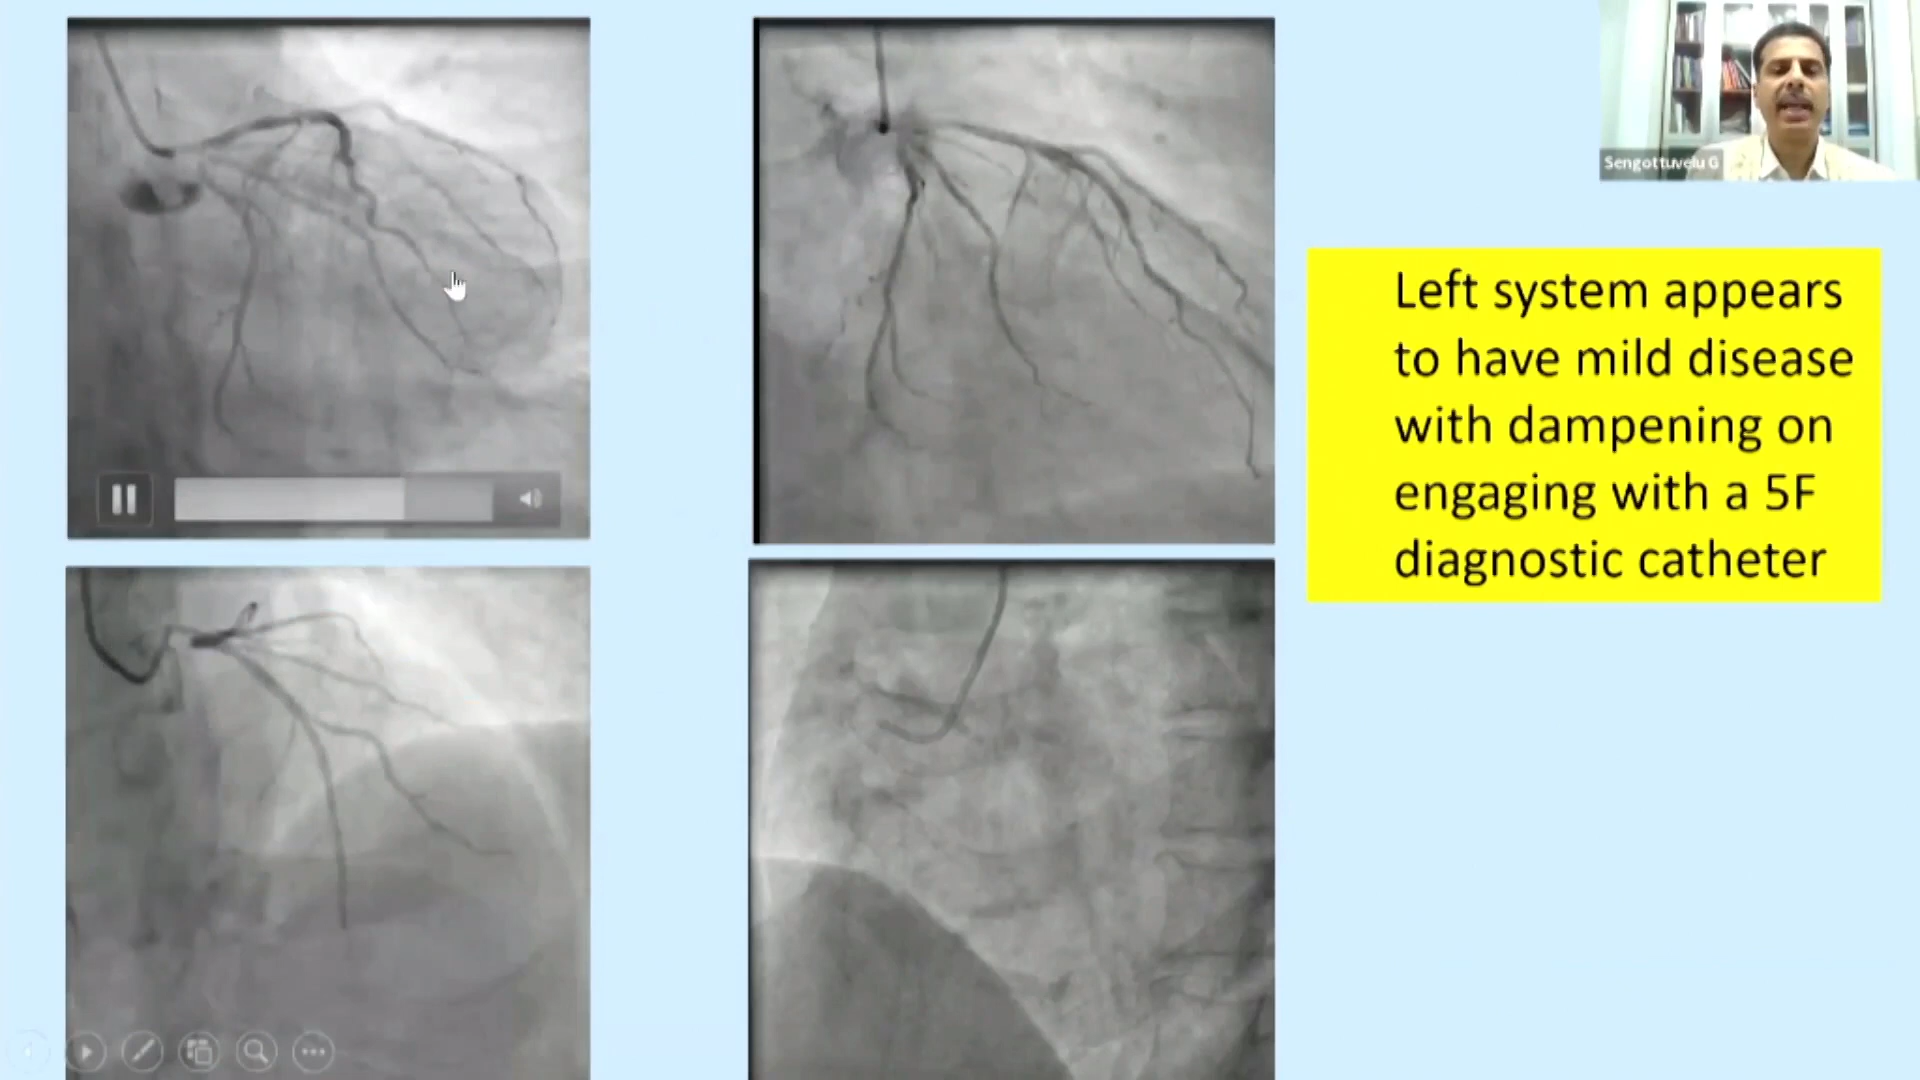 Sengottuvelu G
Left system appears
to have mild disease
with dampening on
engaging with a 5F
diagnostic catheter